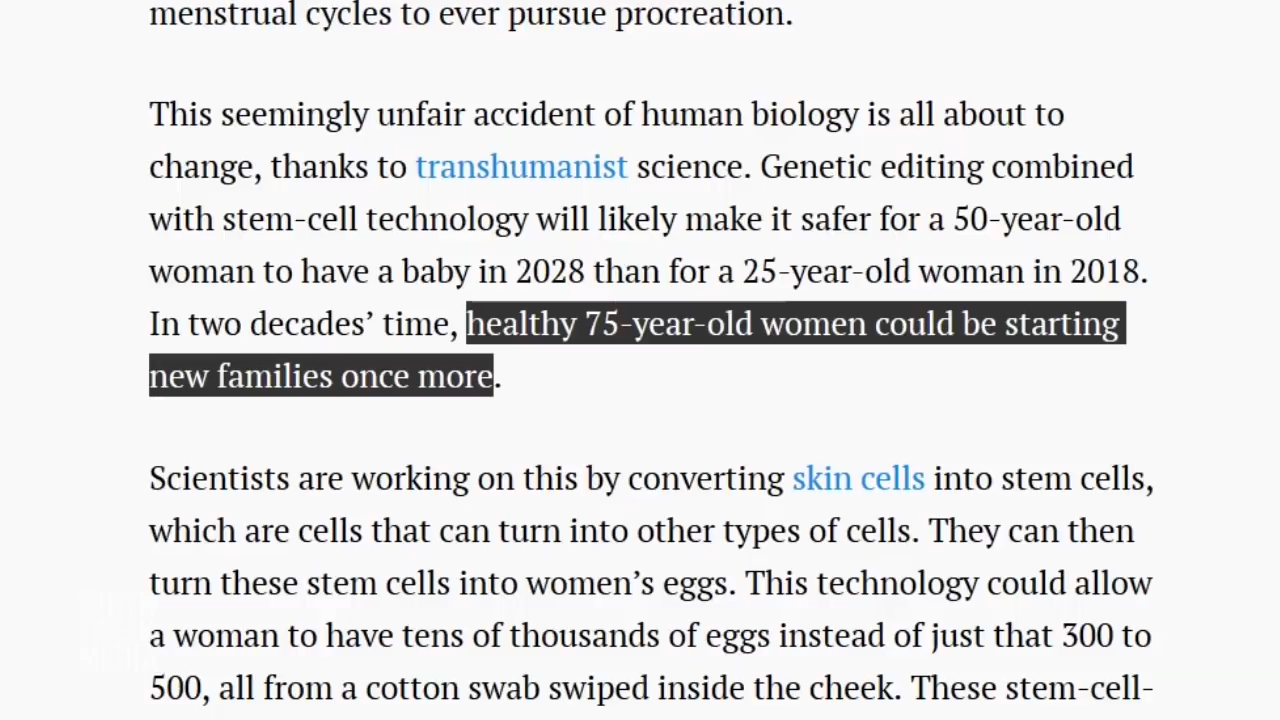 menstrual cycles to ever pursue procreation.
This seemingly unfair accident of human biology is all about to
change, thanks to transhumanist science. Genetic editing combined
with stem-cell technology will likely make it safer for a 50-year-old
woman to have a baby in 2028 than for a 25-year-old woman in 2018.
In two decades’ time, healthy 75-year-old women could be starting
new families once more.
Scientists are working on this by converting skin cells into stem cells,
which are cells that can turn into other types of cells. They can then
turn these stem cells into women’s eggs. This technology could allow
a woman to have tens of thousands of eggs instead of just that 300 to
500, all from a cotton swab swiped inside the cheek. These stem-cell-